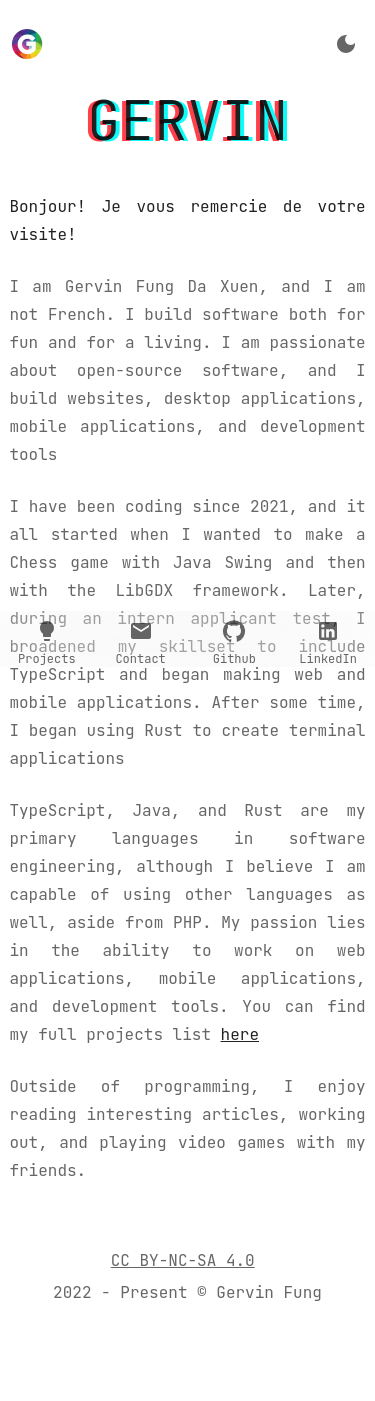 G
GERVIN
Bonjour! Je vous remercie de votre
visite!
I am Gervin Fung Da Xuen, and I am
not French. I build software both for
fun and for a living. I am passionate
about open-source software, and I
build websites, desktop applications,
mobile applications, and development
tools
I have been coding since 2021, and it
all started when I wanted to make a
Chess game with Java Swing and then
with the LibGDX framework. Later,
during an intern applicant test, I
broadened my skillset to include
Projects Contact Github LinkedIn
TypeScript and began making web and
mobile applications. After some time,
I began using Rust to create terminal
applications
TypeScript, Java, and Rust are my
primary languages in software
engineering, although I believe I am
capable of using other languages as
well, aside from PHP. My passion lies
in the ability to work on web
applications, mobile applications,
and development tools. You can find
my full projects list here
Outside of programming, I enjoy
reading interesting articles, working
out, and playing video games with my
friends.
CC BY-NC-SA 4.0
2022 - Present © Gervin Fung